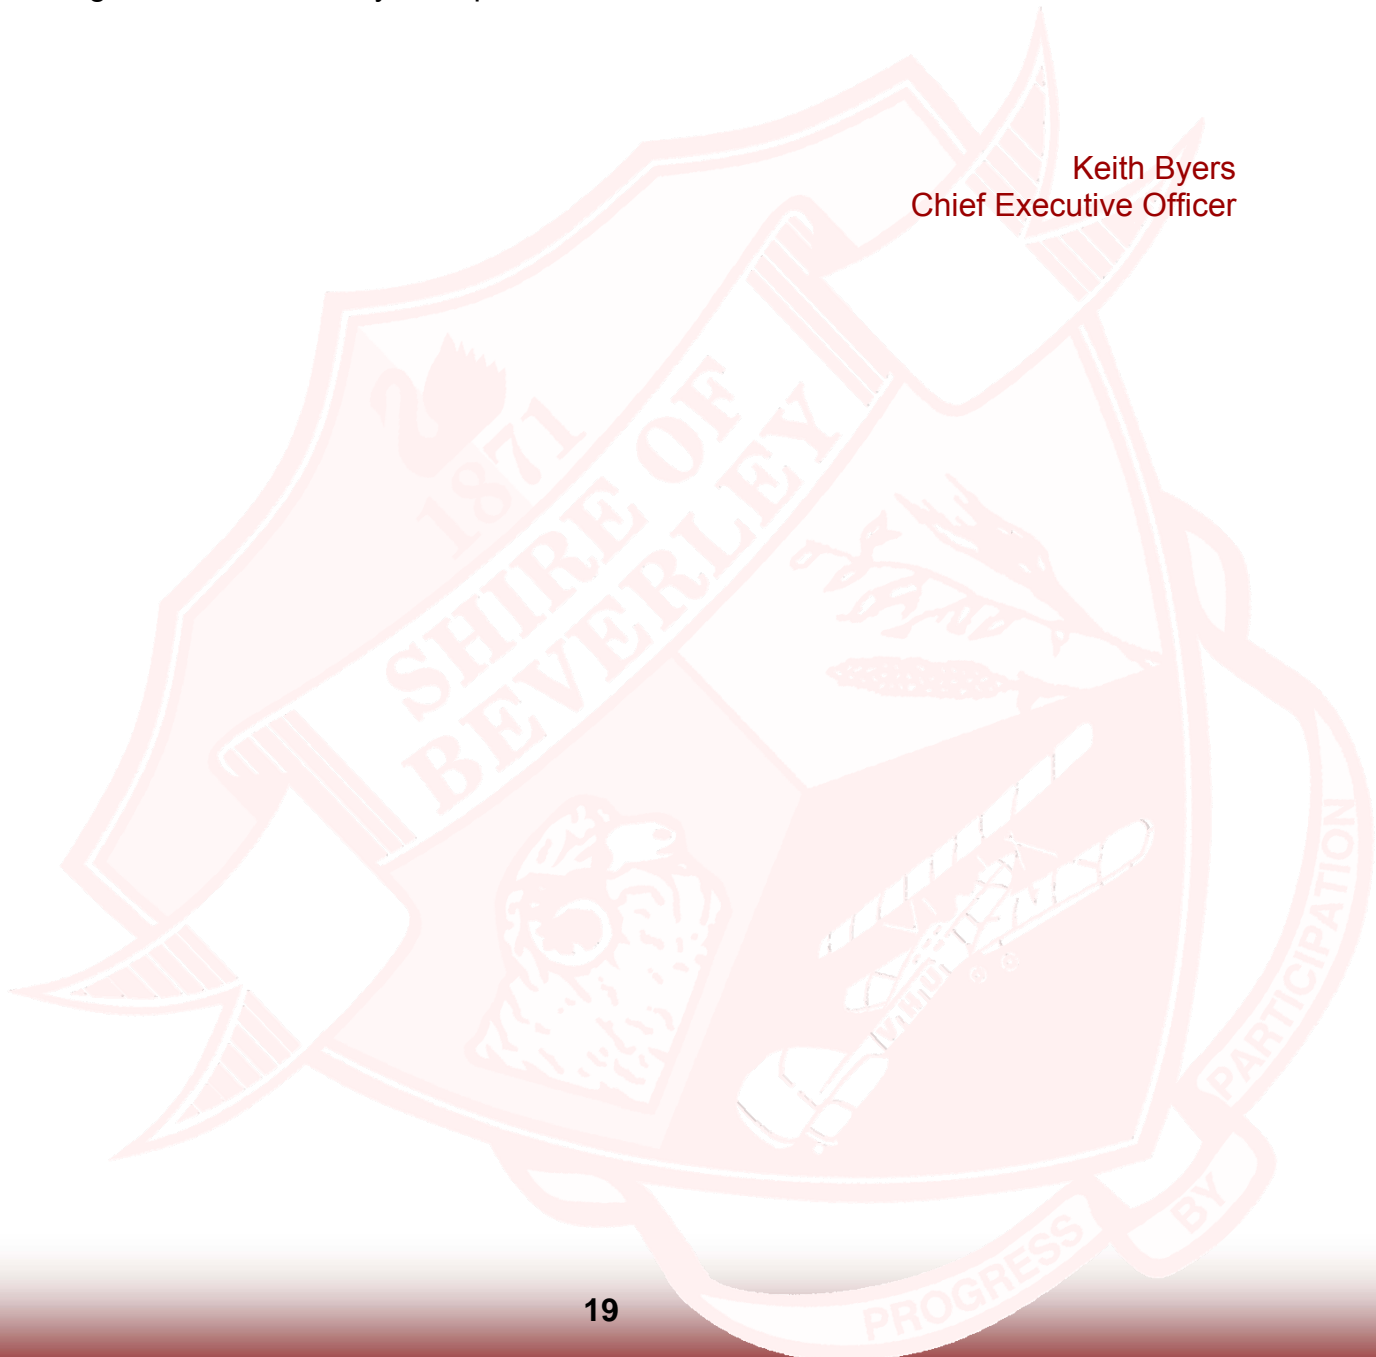 Keith Byers
Chief Executive Officer
1871
SHIRE OF
BEVERLEY
PROGRESS BY PARTICIPATION
19